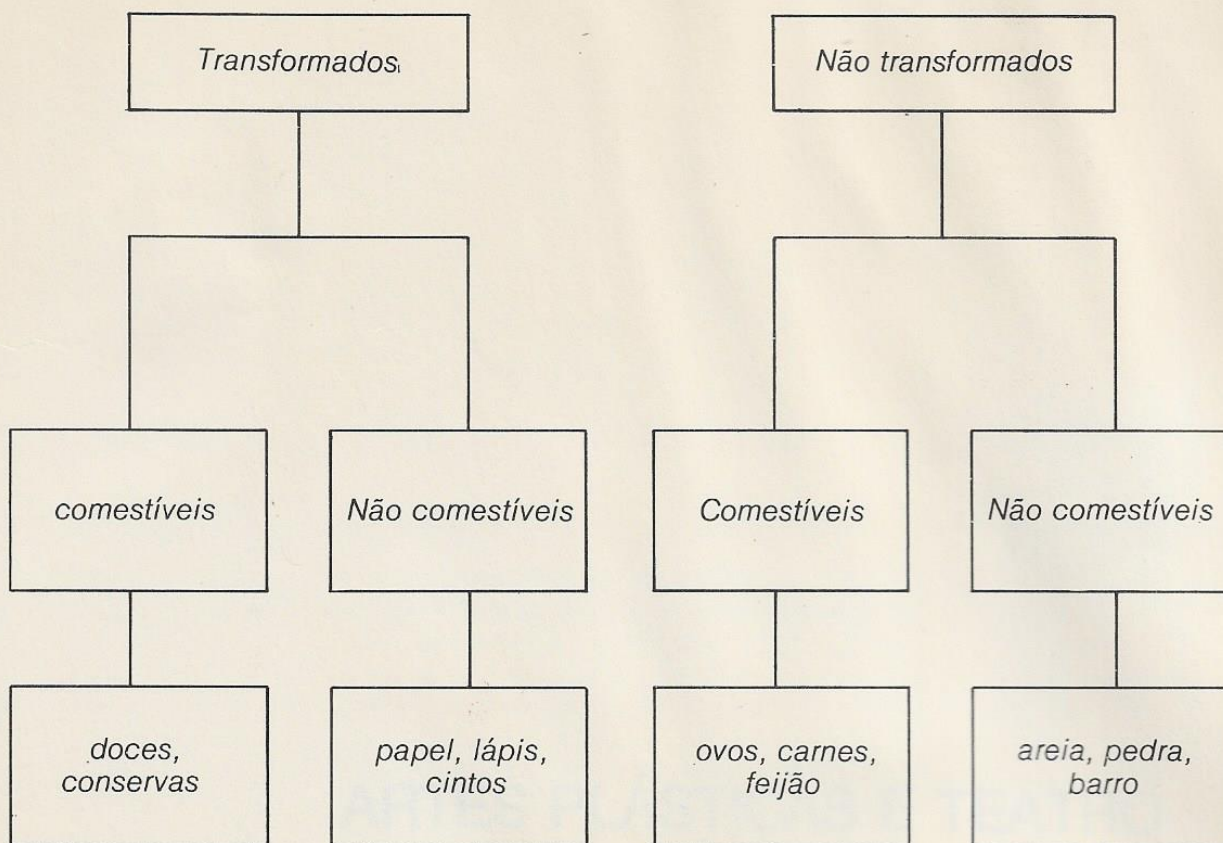 Transformados
Não transformados
comestíveis
Não comestíveis
Comestíveis
Não comestíveis
doces,
conservas
papel, lápis,
cintos
ovos, carnes,
feijão
areia, pedra,
barro